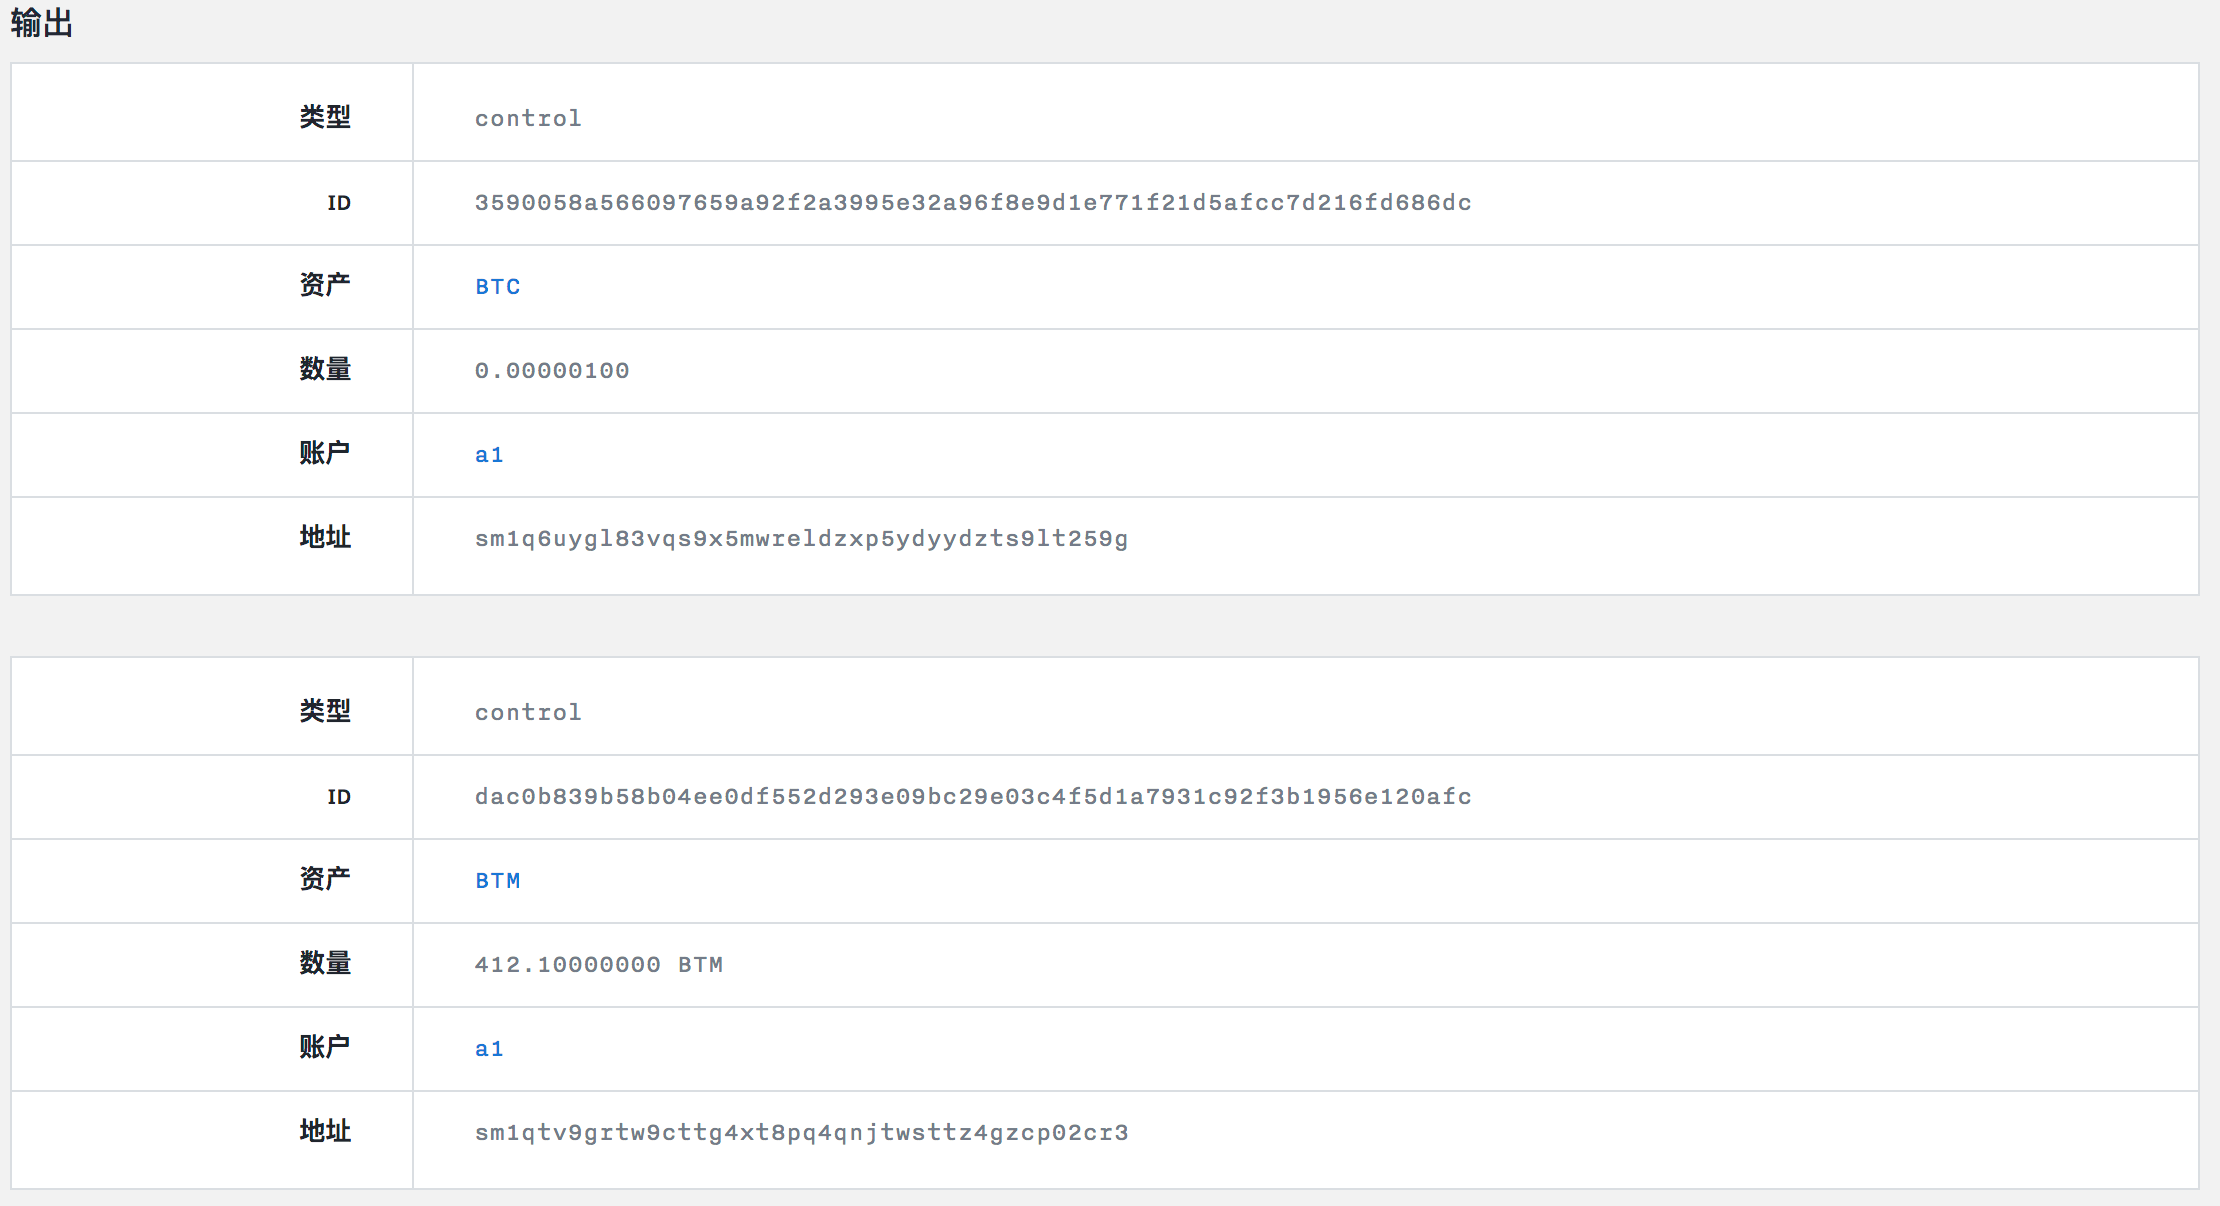 输出
类型 control
ID 3590058a566097659a92f2a3995e32a96f8e9d1e771f21d5afcc7d216fd686dc
资产 BTC
数量 0.00000100
账户 a1
地址 sm1q6uygl83vqs9x5mwreldzxp5ydyydzts9lt259g
类型 control
ID dac0b839b58b04ee0df552d293e09bc29e03c4f5d1a7931c92f3b1956e120afc
资产 BTM
数量 412.10000000 BTM
账户 a1
地址 sm1qtv9grtw9cttg4xt8pq4qnjtwsttz4gzcp02cr3